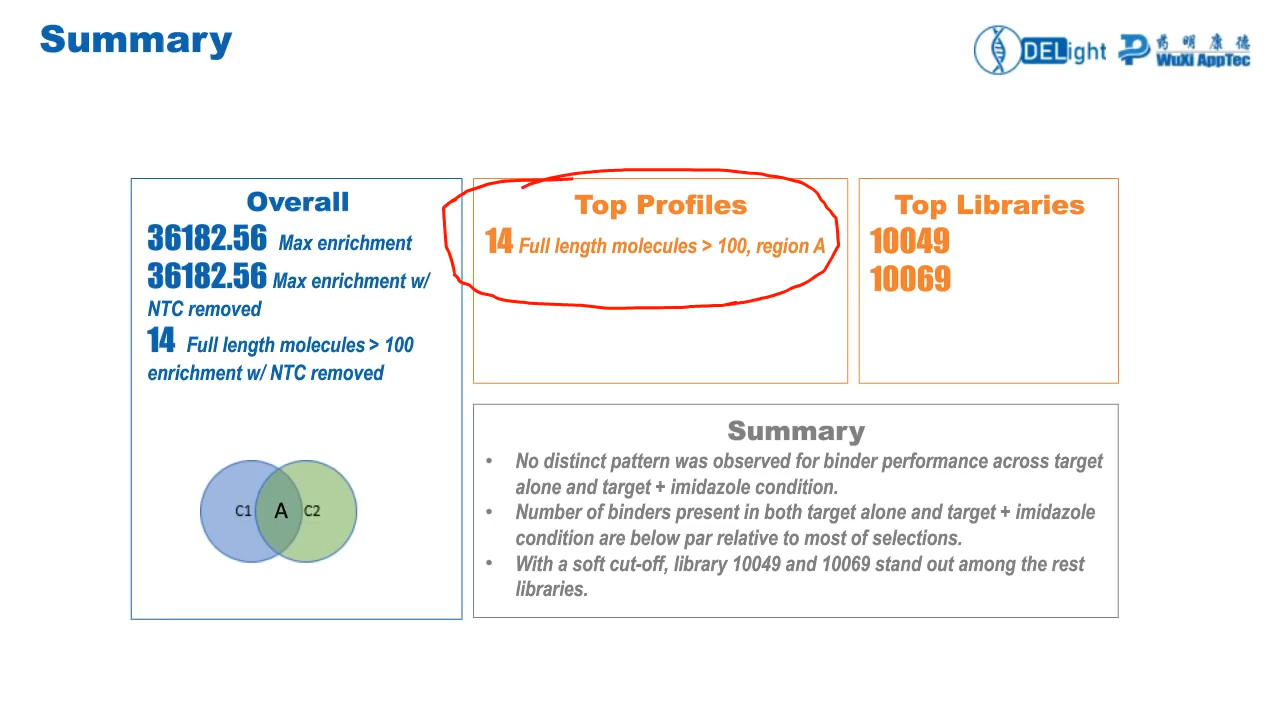 Summary
DELight
药明康德
WuXi AppTec
Overall
36182.56 Max enrichment
36182.56 Max enrichment w/
NTC removed
14 Full length molecules > 100
enrichment w/ NTC removed
C1 A C2
Top Profiles
14 Full length molecules > 100, region A
Top Libraries
10049
10069
Summary
• No distinct pattern was observed for binder performance across target
alone and target + imidazole condition.
• Number of binders present in both target alone and target + imidazole
condition are below par relative to most of selections.
• With a soft cut-off, library 10049 and 10069 stand out among the rest
libraries.